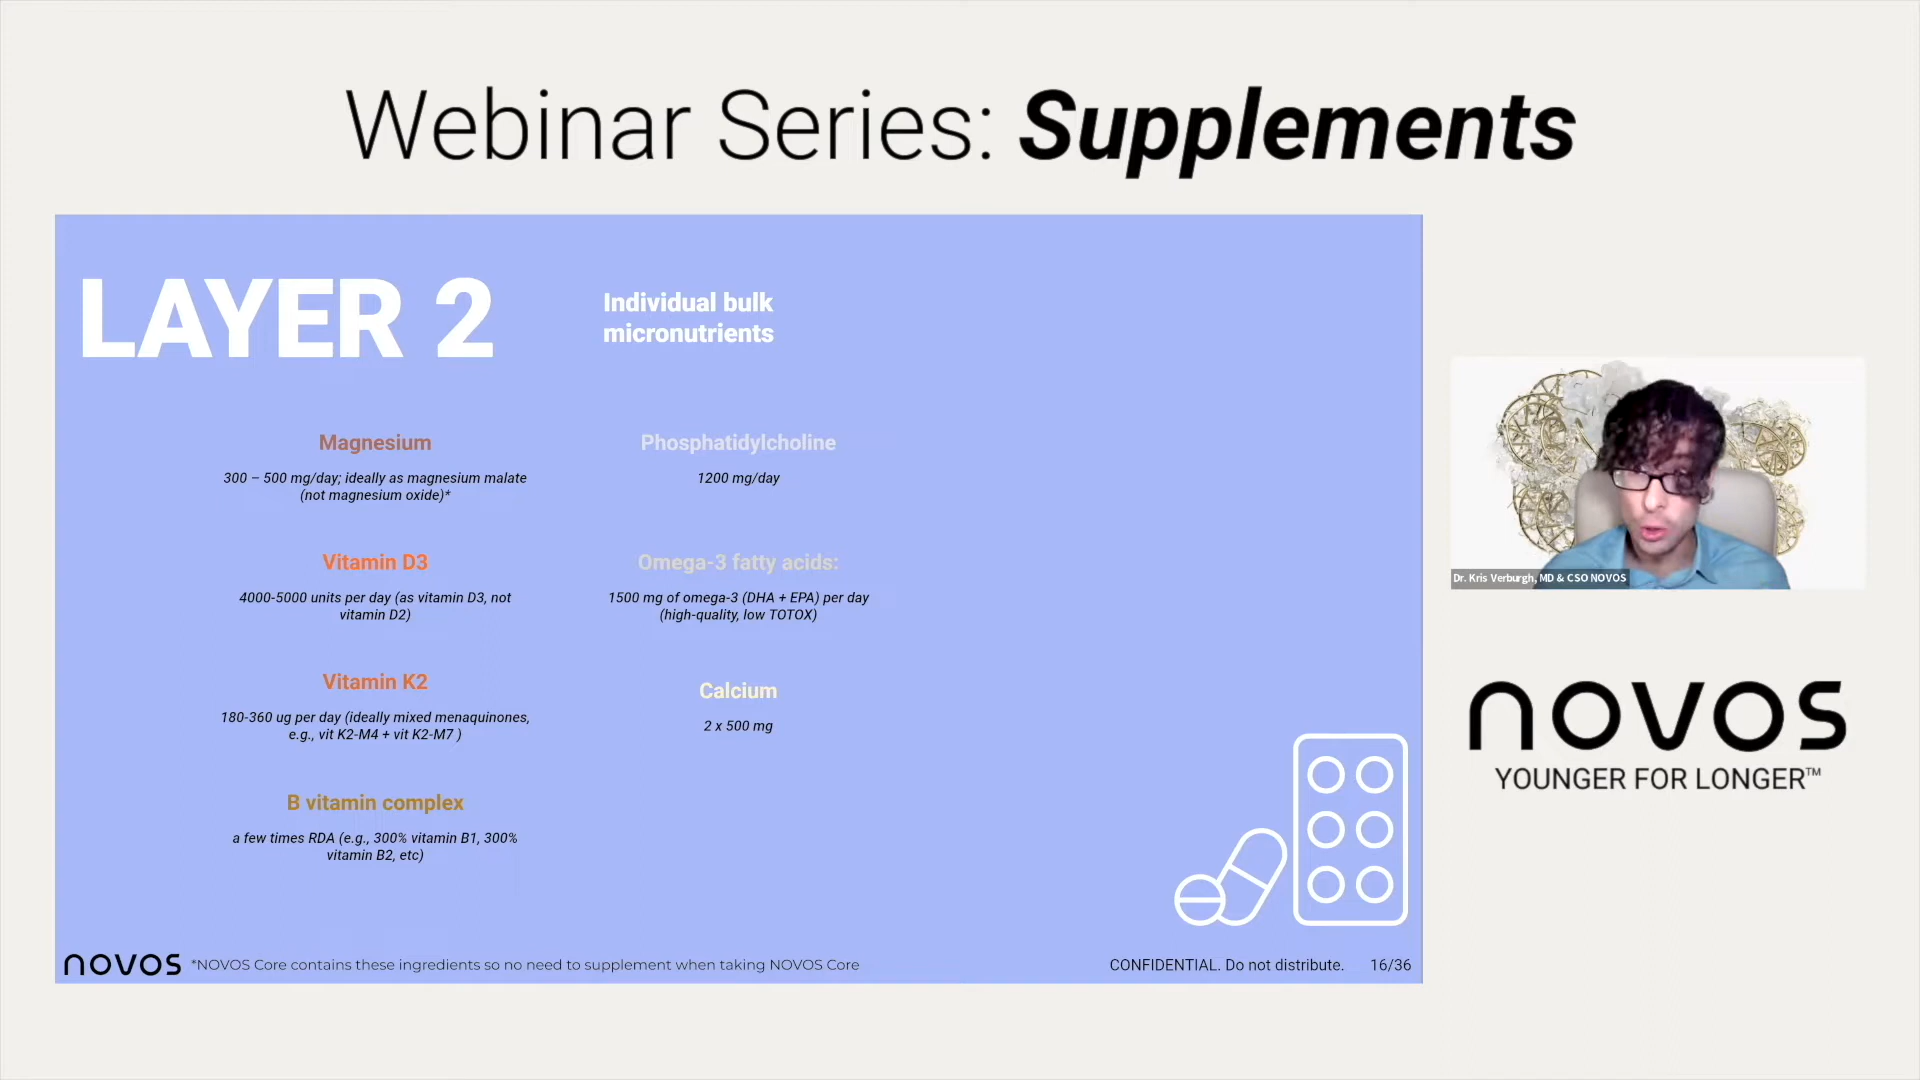 Webinar Series: Supplements
LAYER 2
Individual bulk
micronutrients
Magnesium
300 – 500 mg/day; ideally as magnesium malate
(not magnesium oxide)*
Vitamin D3
4000-5000 units per day (as vitamin D3, not
vitamin D2)
Vitamin K2
180-360 ug per day (ideally mixed menaquinones,
e.g., vit K2-M4 + vit K2-M7 )
B vitamin complex
a few times RDA (e.g., 300% vitamin B1, 300%
vitamin B2, etc)
Phosphatidylcholine
1200 mg/day
Omega-3 fatty acids:
1500 mg of omega-3 (DHA + EPA) per day
(high-quality, low TOTOX)
Calcium
2 x 500 mg
novos *NOVOS Core contains these ingredients so no need to supplement when taking NOVOS Core
CONFIDENTIAL. Do not distribute. 16/36
Dr. Kris Verburgh, MD & CSO NOVOS
novos
YOUNGER FOR LONGER™